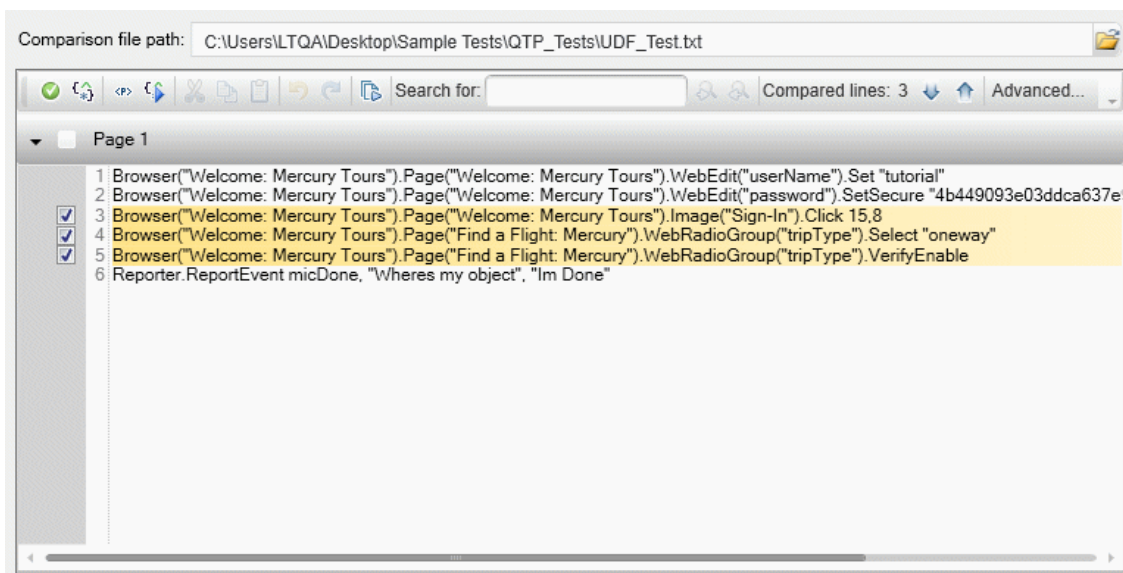 Comparison file path: C:\Users\LTQA\Desktop\Sample Tests\QTP_Tests\UDF_Test.txt
Search for: Compared lines: 3 Advanced...
Page 1
1 Browser("Welcome: Mercury Tours").Page("Welcome: Mercury Tours").WebEdit("userName").Set "tutorial"
2 Browser("Welcome: Mercury Tours").Page("Welcome: Mercury Tours").WebEdit("password").SetSecure "4b449093e03ddca637e
3 Browser("Welcome: Mercury Tours").Page("Welcome: Mercury Tours").Image("Sign-In").Click 15,8
4 Browser("Welcome: Mercury Tours").Page("Find a Flight: Mercury").WebRadioGroup("tripType").Select "oneway"
5 Browser("Welcome: Mercury Tours").Page("Find a Flight: Mercury").WebRadioGroup("tripType").VerifyEnable
6 Reporter.ReportEvent micDone, "Wheres my object", "Im Done"